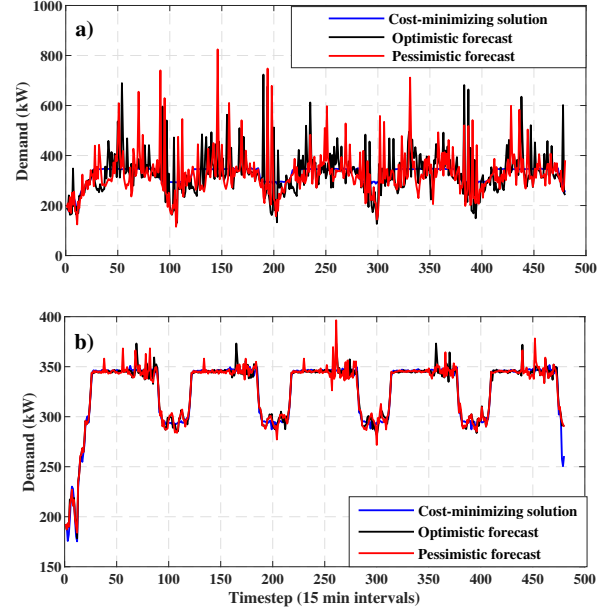 a)
Cost-minimizing solution
Optimistic forecast
Pessimistic forecast
Demand (kW)
1000
800
600
400
200
0
0 50 100 150 200 250 300 350 400 450 500
b)
Demand (kW)
400
350
300
250
200
150
Cost-minimizing solution
Optimistic forecast
Pessimistic forecast
0 50 100 150 200 250 300 350 400 450 500
Timestep (15 min intervals)